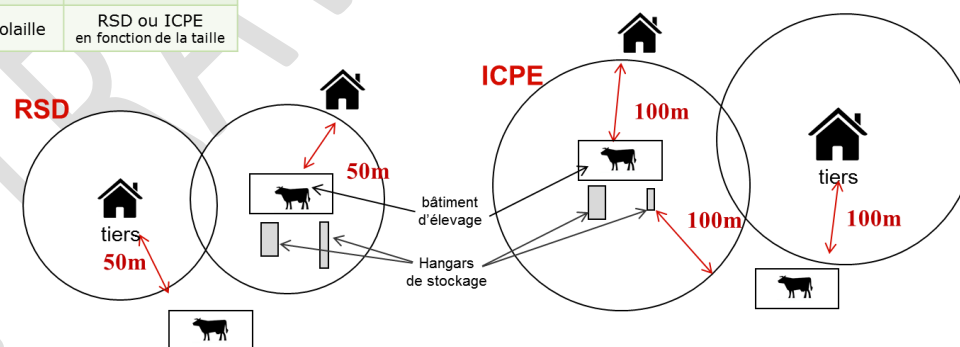 RSD ou ICPE
en fonction de la taille
RSD
ICPE
100m
50m
tiers
50m
bâtiment
d'élevage
Hangars
de stockage
100m
tiers
100m